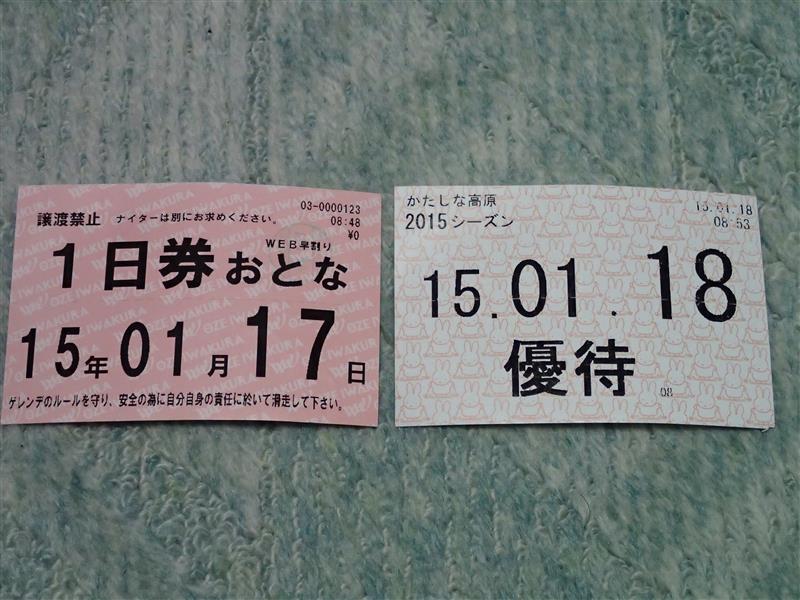 03-0000123
譲渡禁止 ナイターは別にお求めください。 08:48
¥0
WEB早割り
1日券おとな
15年01月17日
ゲレンデのルールを守り、安全の為に自分自身の責任に於いて滑走して下さい。
OZE IWAKURA
かたしな高原 15.01.18
2015シーズン 08:53
15.01.18
優待
08